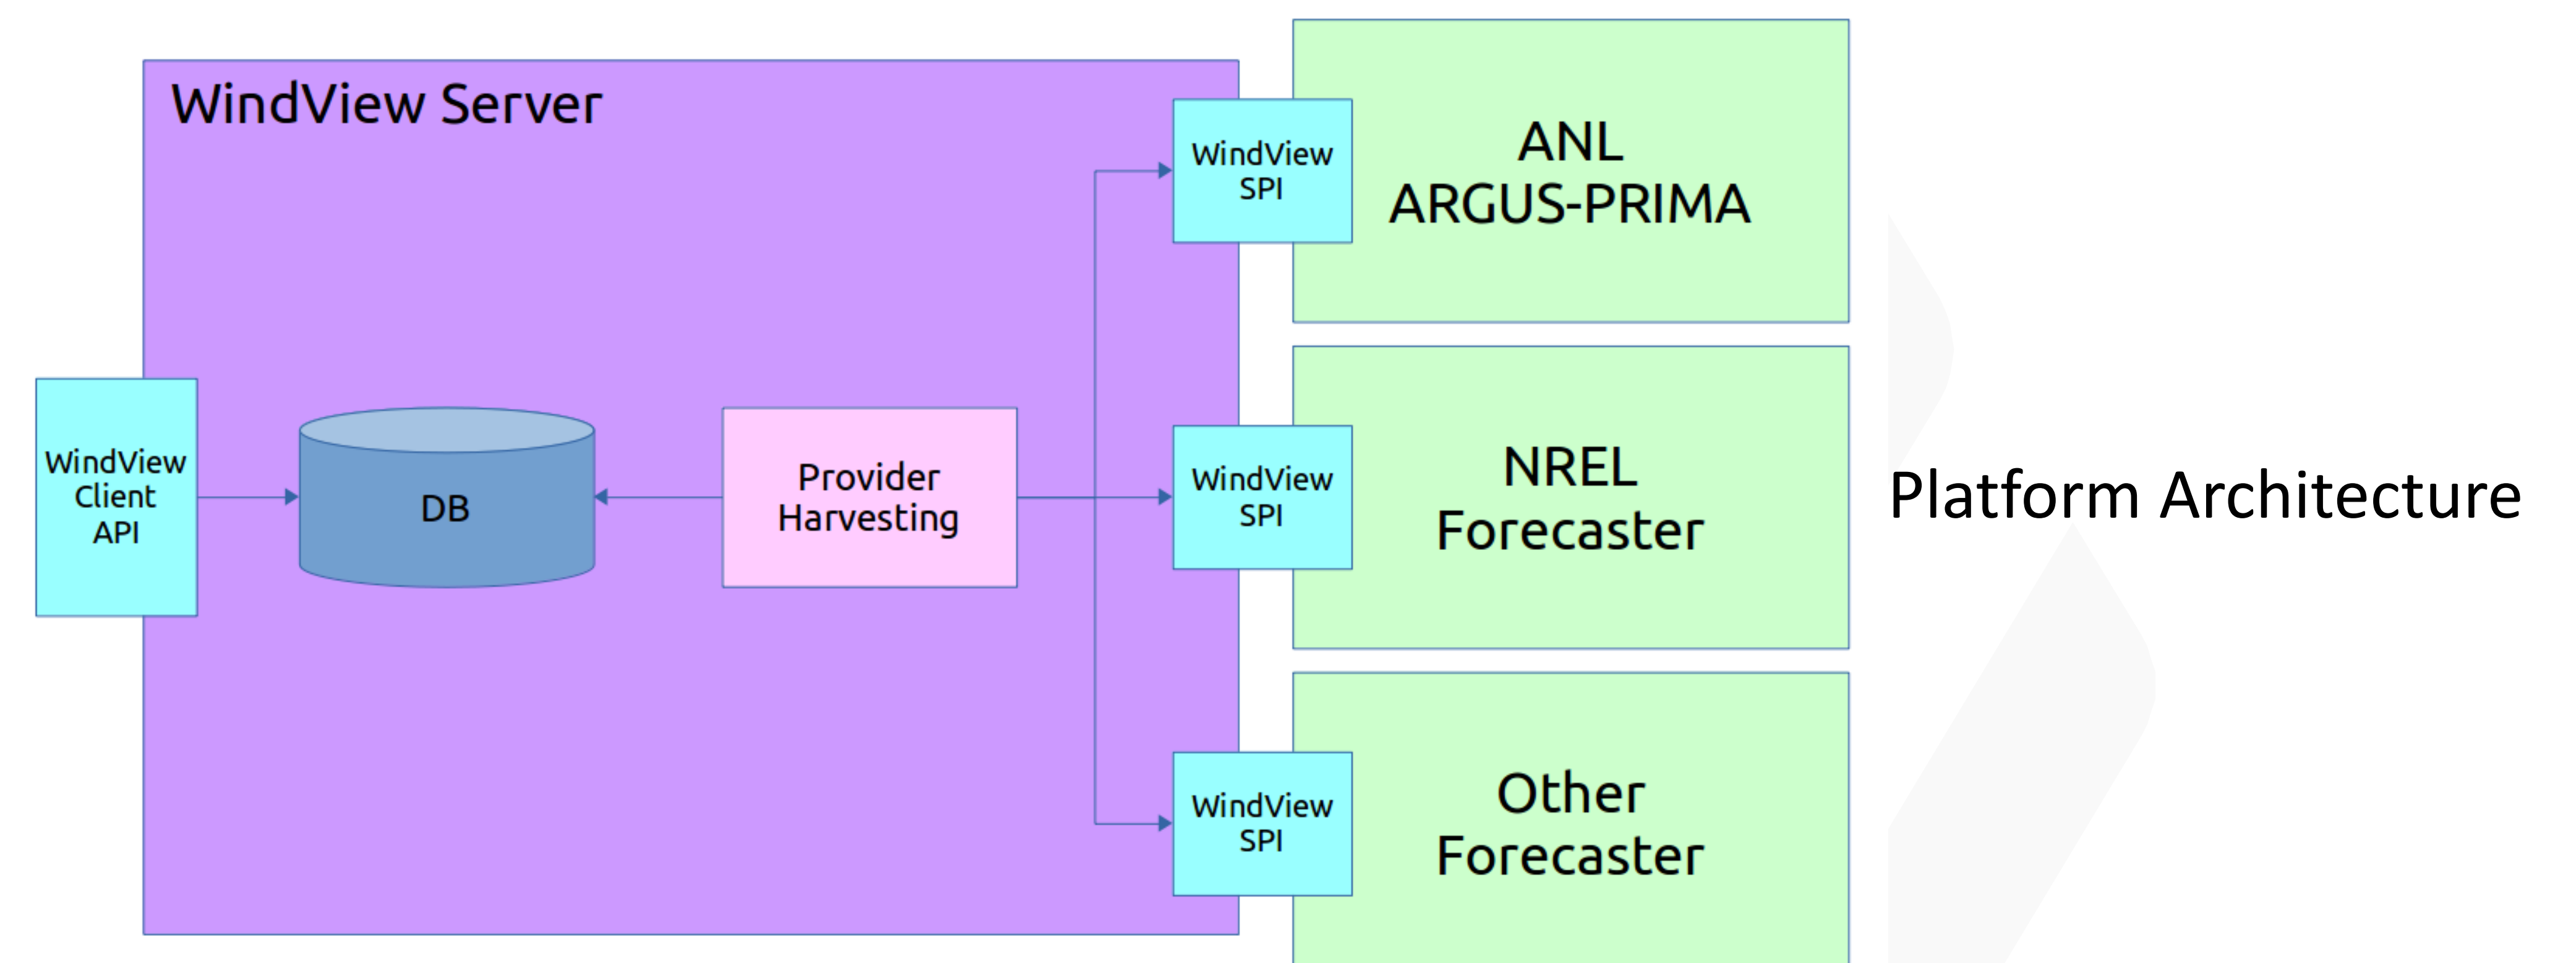 WindView Server
WindView
SPI
ANL
ARGUS-PRIMA
WindView
Client
API
DB
Provider
Harvesting
WindView
SPI
NREL
Forecaster
Platform Architecture
WindView
SPI
Other
Forecaster